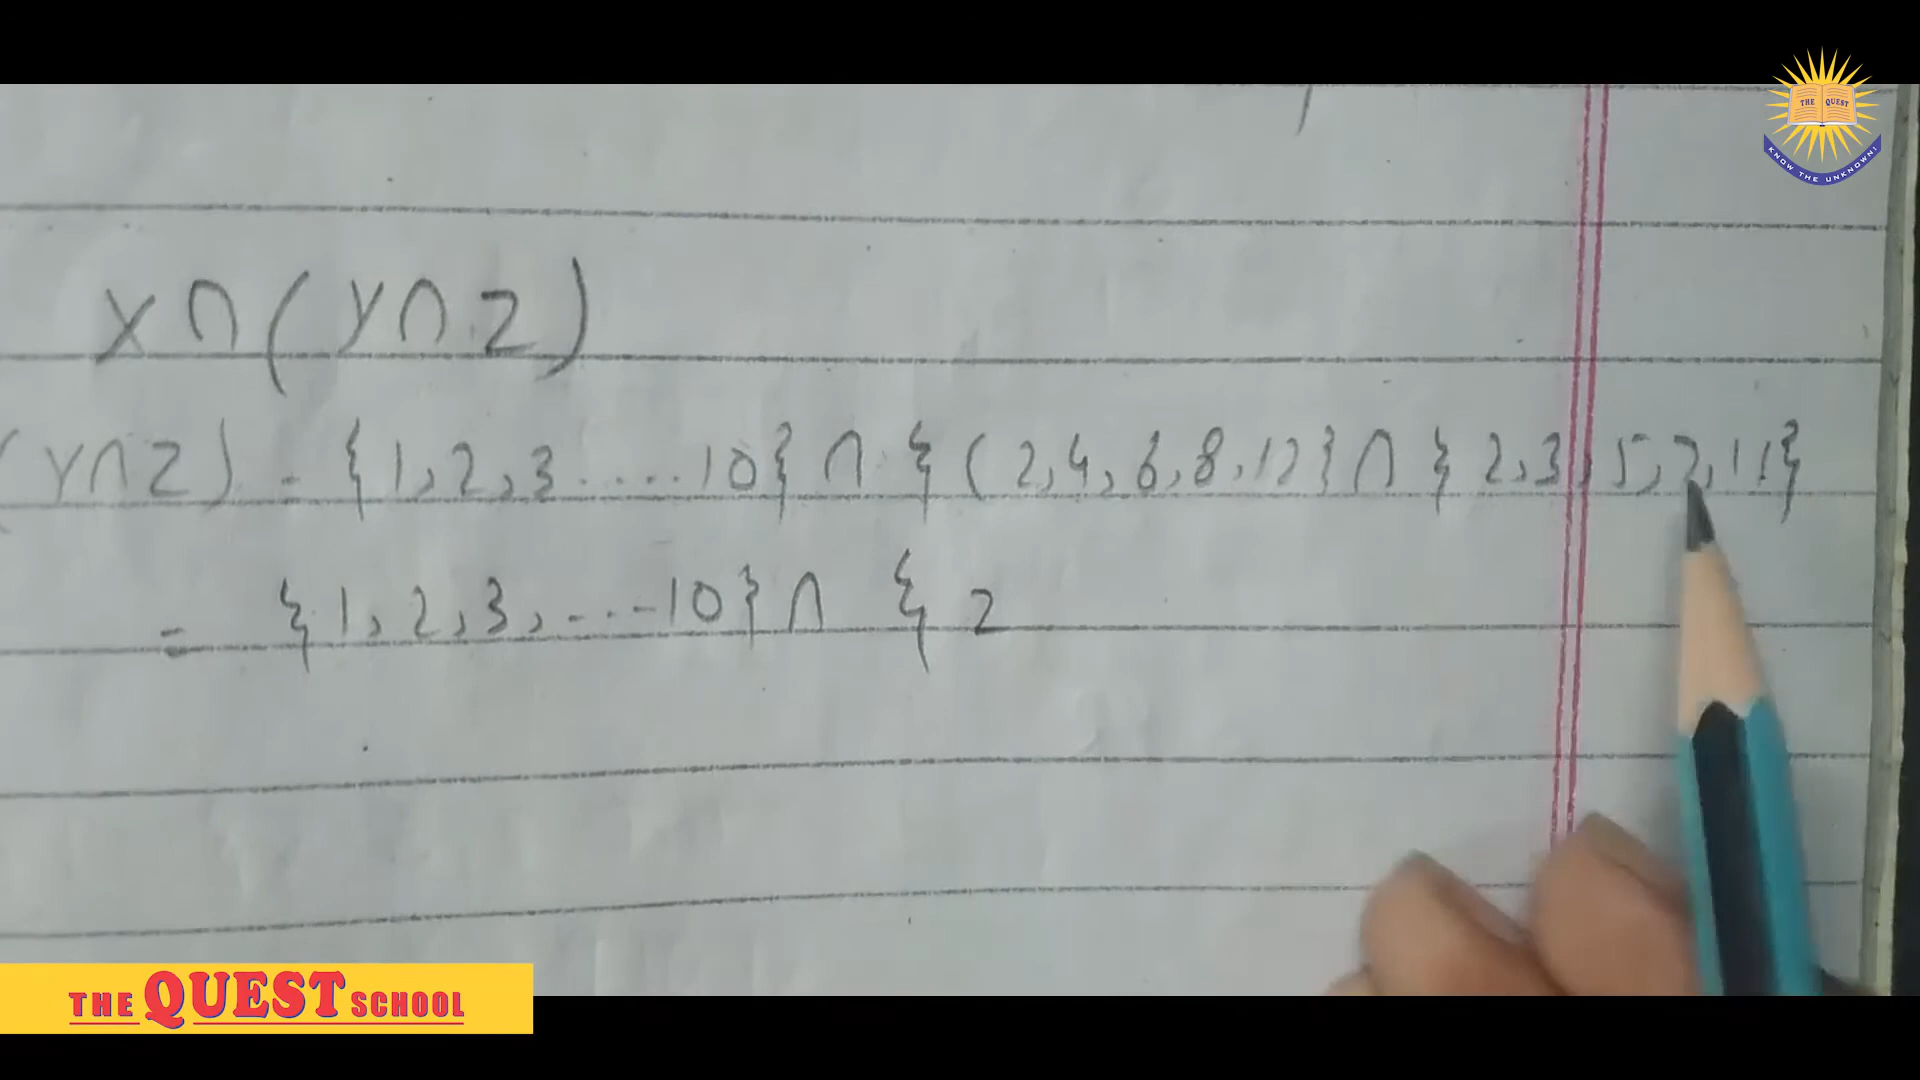 THE QUEST
KNOW THE UNKNOWN!
X∩(Y∩Z)
(Y∩Z) = {1,2,3.....10} ∩ {(2,4,6,8,12}∩ {2,3,5,7,11}
= {1,2,3,...-10}∩ {2
THE QUEST SCHOOL